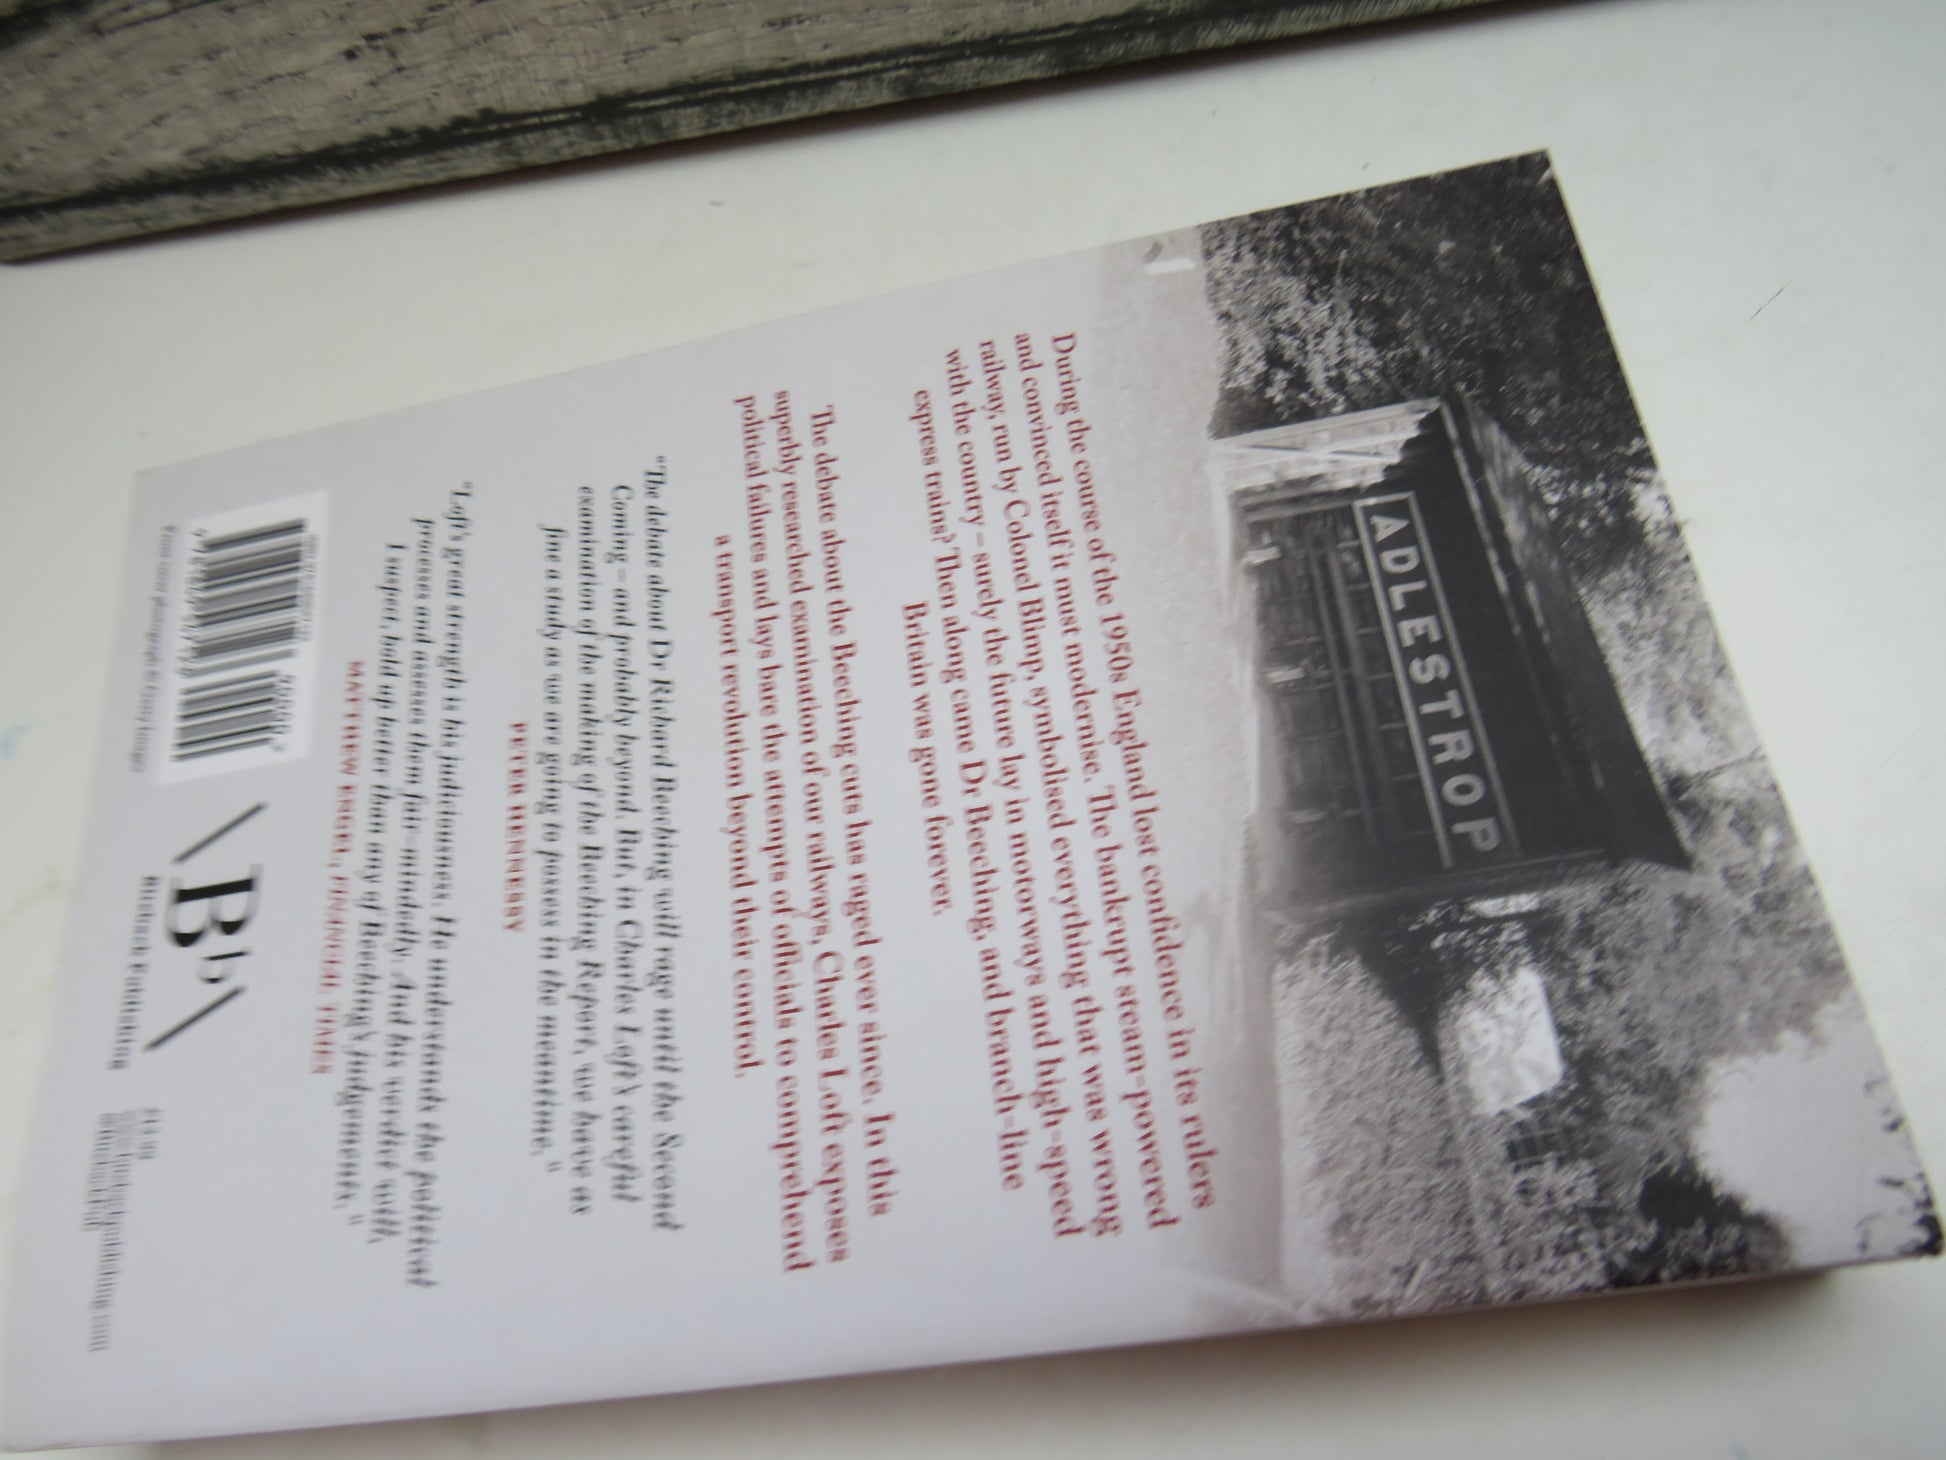 ADLESTROP
During the course of the 1950s England lost confidence in its rulers
and convinced itself it must modernise. The bankrupt steam-powered
railway, run by Colonel Blimp, symbolised everything that was wrong
with the country – surely the future lay in motorways and high-speed
express trains? Then along came Dr Beeching, and branch-line
Britain was gone forever.
The debate about the Beeching cuts has raged ever since. In this
superbly researched examination of our railways, Charles Loft exposes
political failures and lays bare the attempts of officials to comprehend
a transport revolution beyond their control.
"The debate about Dr Richard Beeching will rage until the Second
Coming – and probably beyond. But, in Charles Loft's careful
examination of the making of the Beeching Report, we have as
fine a study as we are going to possess in the meantime."
PETER HENNESSY
"Loft's great strength is his judiciousness. He understands the political
processes and assesses them fair-mindedly. And his verdict will,
I suspect, hold up better than any of Beeching's judgements."
MATTHEW ENGEL, FINANCIAL TIMES
\Bb\
Biteback Publishing
Front cover photograph © Getty Images